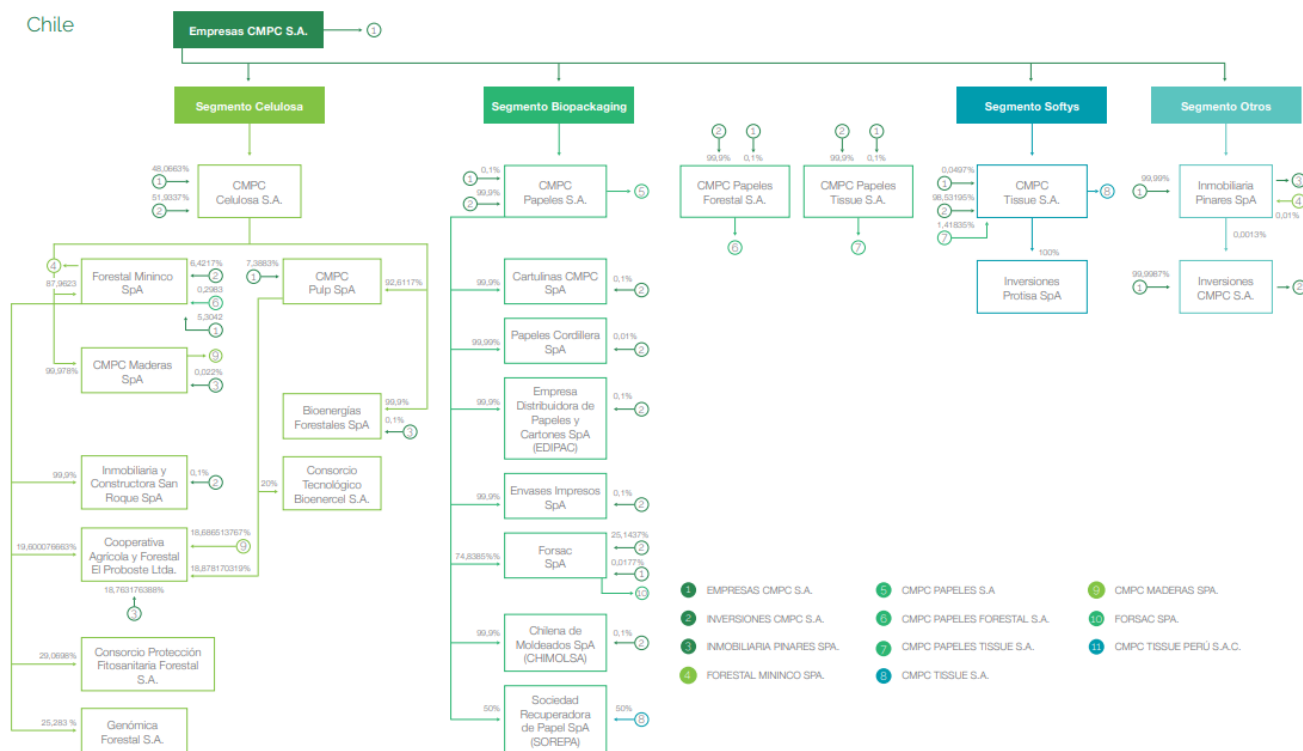 Chile
Empresas CMPC S.A.
1
Segmento Celulosa
Segmento Biopackaging
Segmento Softys
Segmento Otros
48,0663%
1
51,9337%
2
CMPC
Celulosa S.A.
0,1%
1
99,9%
2
CMPC
Papeles S.A.
5
2
1
99,9%
0,1%
CMPC Papeles
Forestal S.A.
6
2
1
99,9%
0,1%
CMPC Papeles
Tissue S.A.
7
0,0497%
1
98,53195%
2
1,41835%
7
CMPC
Tissue S.A.
8
100%
Inversiones
Protisa SpA
99,99%
1
Inmobiliaria
Pinares SpA
3
4
0,01%
0,0013%
99,9987%
1
Inversiones
CMPC S.A.
2
4
87,9623
Forestal Mininco
SpA
6,4217%
2
0,2983
6
5,3042
1
7,3883%
1
CMPC
Pulp SpA
92,6117%
99,978%
CMPC Maderas
SpA
9
0,022%
3
Bioenergías
Forestales SpA
99,9%
0,1%
3
99,9%
Inmobiliaria y
Constructora San
Roque SpA
0,1%
2
20%
Consorcio
Tecnológico
Bioenercel S.A.
19,600076663%
Cooperativa
Agrícola y Forestal
El Proboste Ltda.
18,686513767%
9
18,878170319%
18,763176388%
3
29,0698%
Consorcio Protección
Fitosanitaria Forestal
S.A.
25,283 %
Genómica
Forestal S.A.
99,9%
Cartulinas CMPC
SpA
0,1%
2
99,99%
Papeles Cordillera
SpA
0,01%
2
99,9%
Empresa
Distribuidora de
Papeles y
Cartones SpA
(EDIPAC)
0,1%
2
99,9%
Envases Impresos
SpA
0,1%
2
74,8385%%
Forsac
SpA
25,1437%
2
0,0177%
1
10
99,9%
Chilena de
Moldeados SpA
(CHIMOLSA)
0,1%
2
50%
Sociedad
Recuperadora
de Papel SpA
(SOREPA)
50%
8
1 EMPRESAS CMPC S.A.
2 INVERSIONES CMPC S.A.
3 INMOBILIARIA PINARES SPA.
4 FORESTAL MININCO SPA.
5 CMPC PAPELES S.A
6 CMPC PAPELES FORESTAL S.A.
7 CMPC PAPELES TISSUE S.A.
8 CMPC TISSUE S.A.
9 CMPC MADERAS SPA.
10 FORSAC SPA.
11 CMPC TISSUE PERÚ S.A.C.